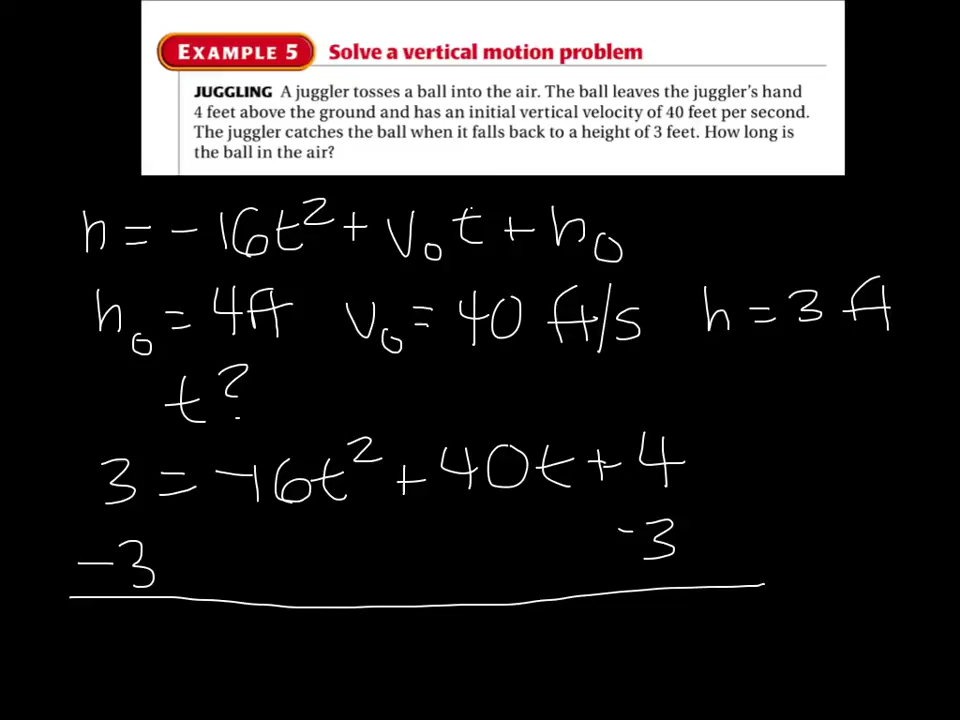 EXAMPLE 5 Solve a vertical motion problem
JUGGLING A juggler tosses a ball into the air. The ball leaves the juggler's hand
4 feet above the ground and has an initial vertical velocity of 40 feet per second.
The juggler catches the ball when it falls back to a height of 3 feet. How long is
the ball in the air?
h = -16t² + v₀t + h₀
h₀ = 4ft v₀ = 40 ft/s h = 3 ft
t?
3 = -16t² + 40t + 4
-3 -3